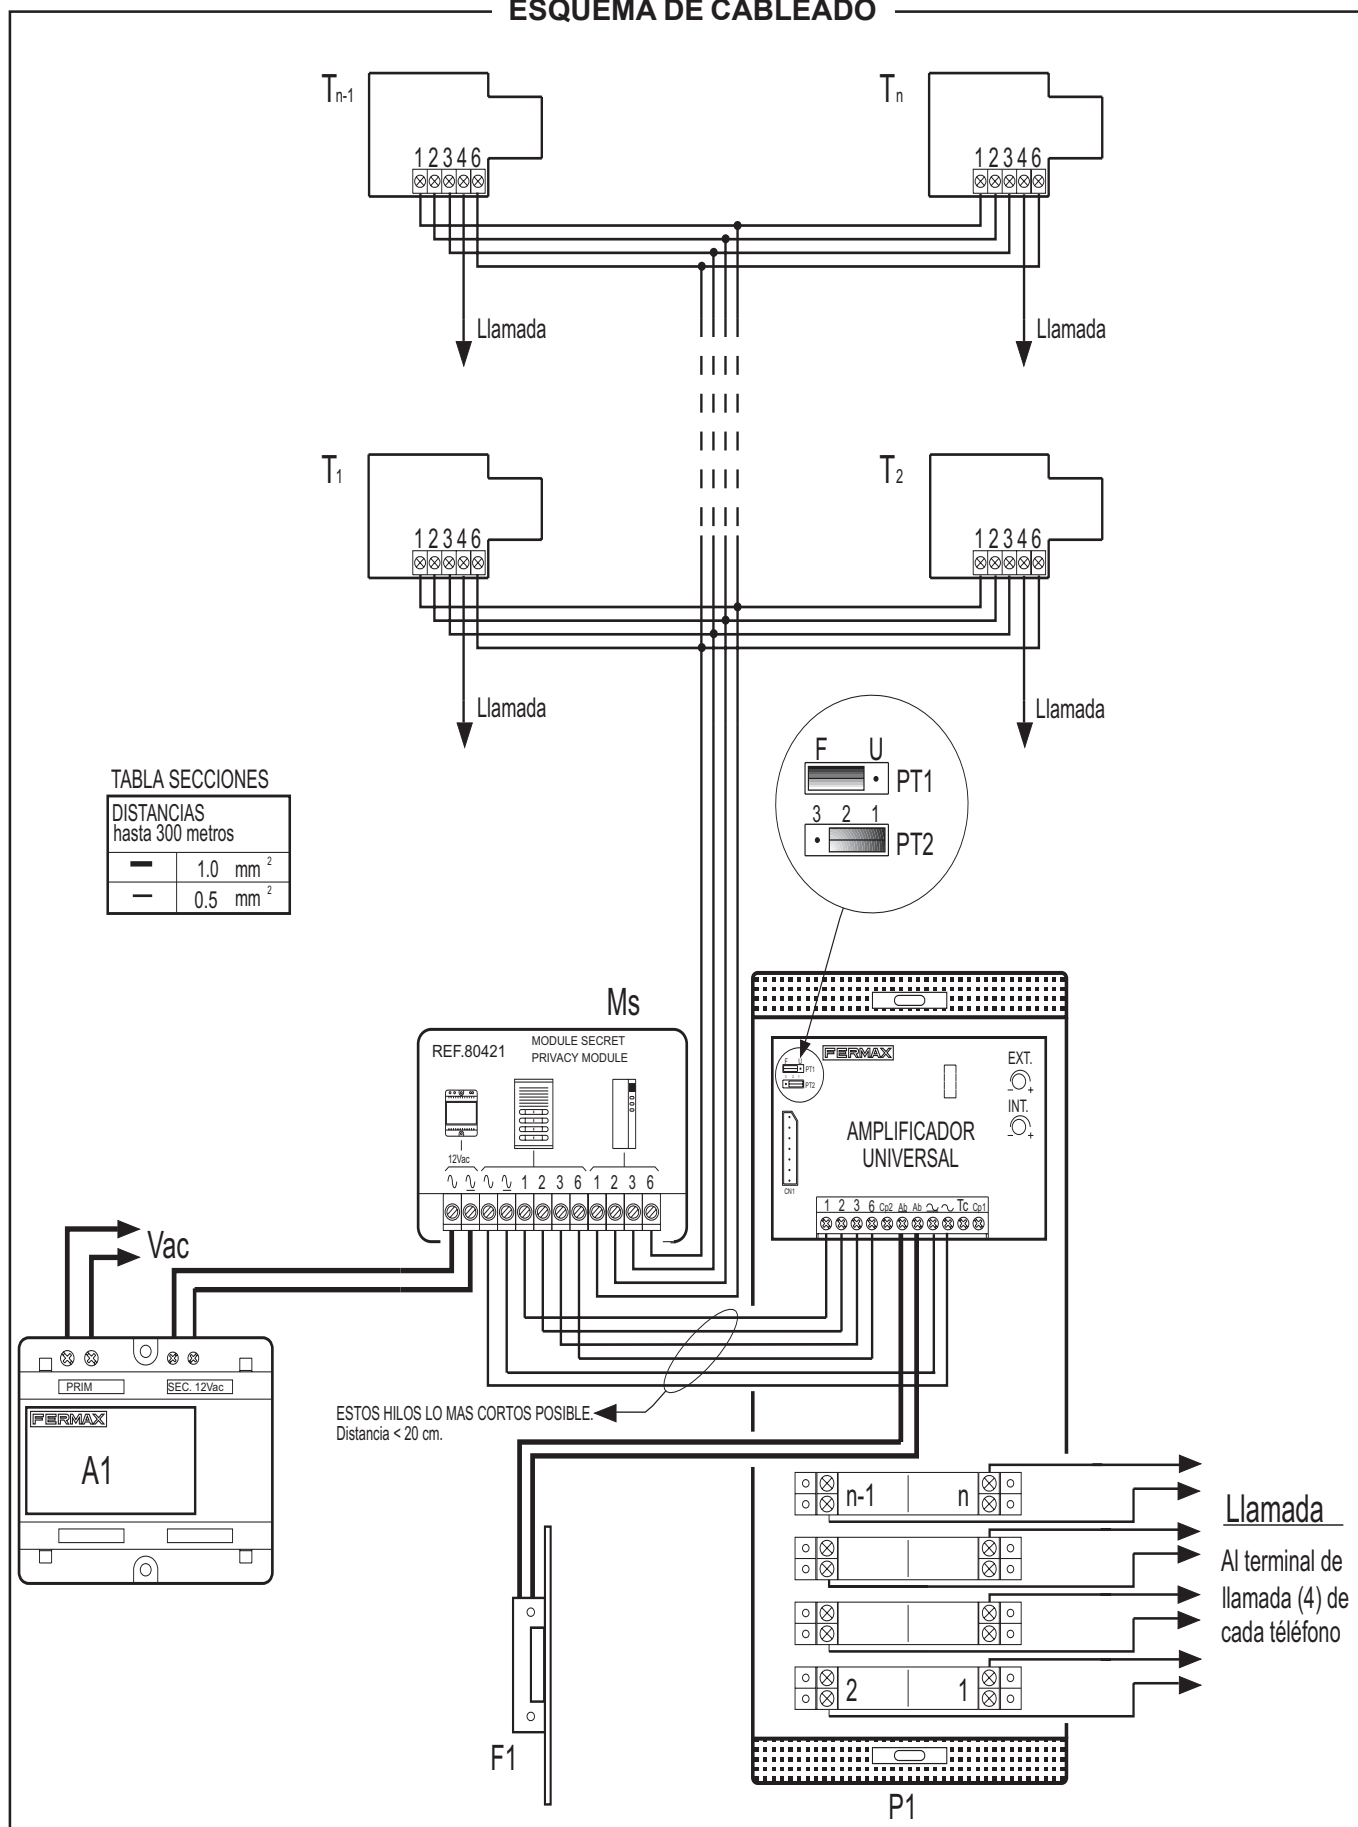 ESQUEMA DE CABLEADO
Tn-1
Tn
1 2 3 4 6
1 2 3 4 6
Llamada
Llamada
T1
T2
1 2 3 4 6
1 2 3 4 6
Llamada
Llamada
F U
PT1
3 2 1
PT2
TABLA SECCIONES
DISTANCIAS
hasta 300 metros
1.0 mm 2
0.5 mm 2
Ms
REF.80421
MODULE SECRET
PRIVACY MODULE
12Vac
1 2 3 6 1 2 3 6
FERMAX
F U
PT1
PT2
EXT.
- +
INT.
- +
AMPLIFICADOR
UNIVERSAL
CN1
1 2 3 6 Cp2 Ab Ab Tc Cp1
Vac
PRIM
SEC. 12Vac
FERMAX
A1
ESTOS HILOS LO MAS CORTOS POSIBLE.
Distancia < 20 cm.
n-1 n
2 1
Llamada
Al terminal de
llamada (4) de
cada téléfono
F1
P1